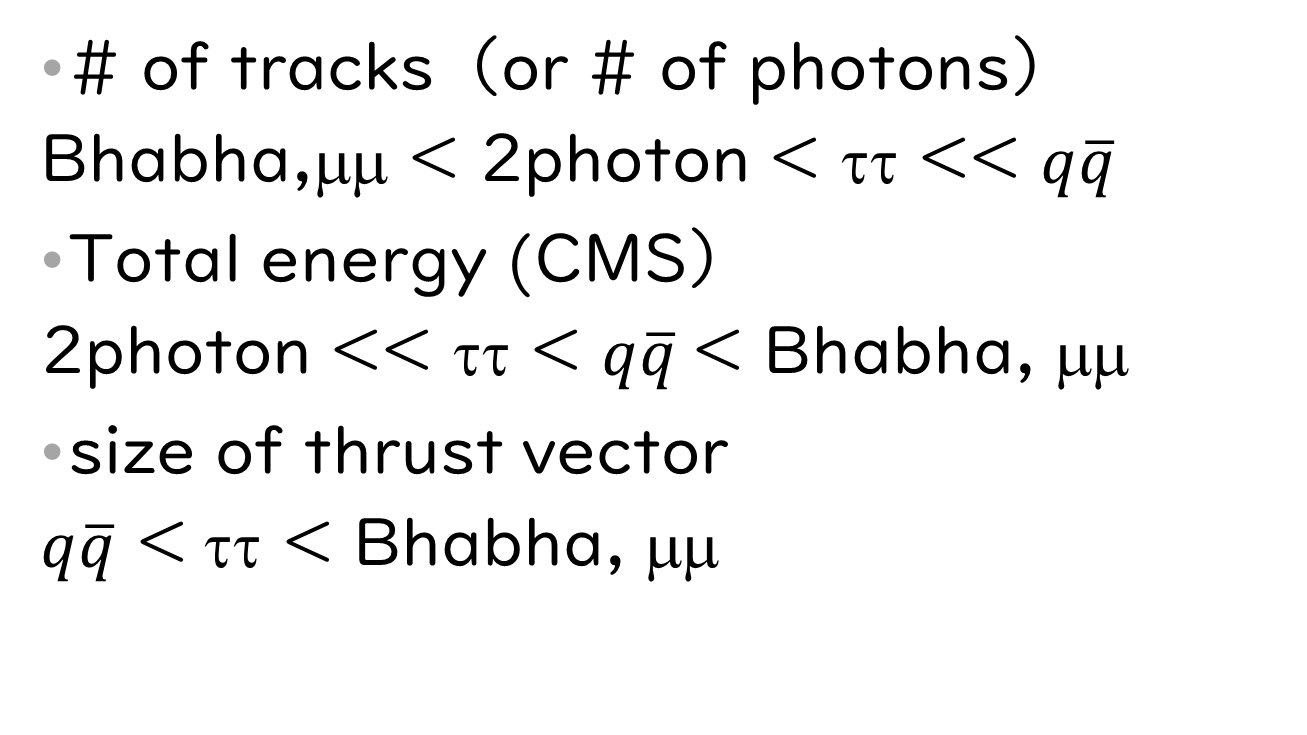 •# of tracks（or # of photons）
Bhabha,μμ < 2photon < ττ << qq̄
•Total energy (CMS）
2photon << ττ < qq̄ < Bhabha, μμ
•size of thrust vector
qq̄ < ττ < Bhabha, μμ